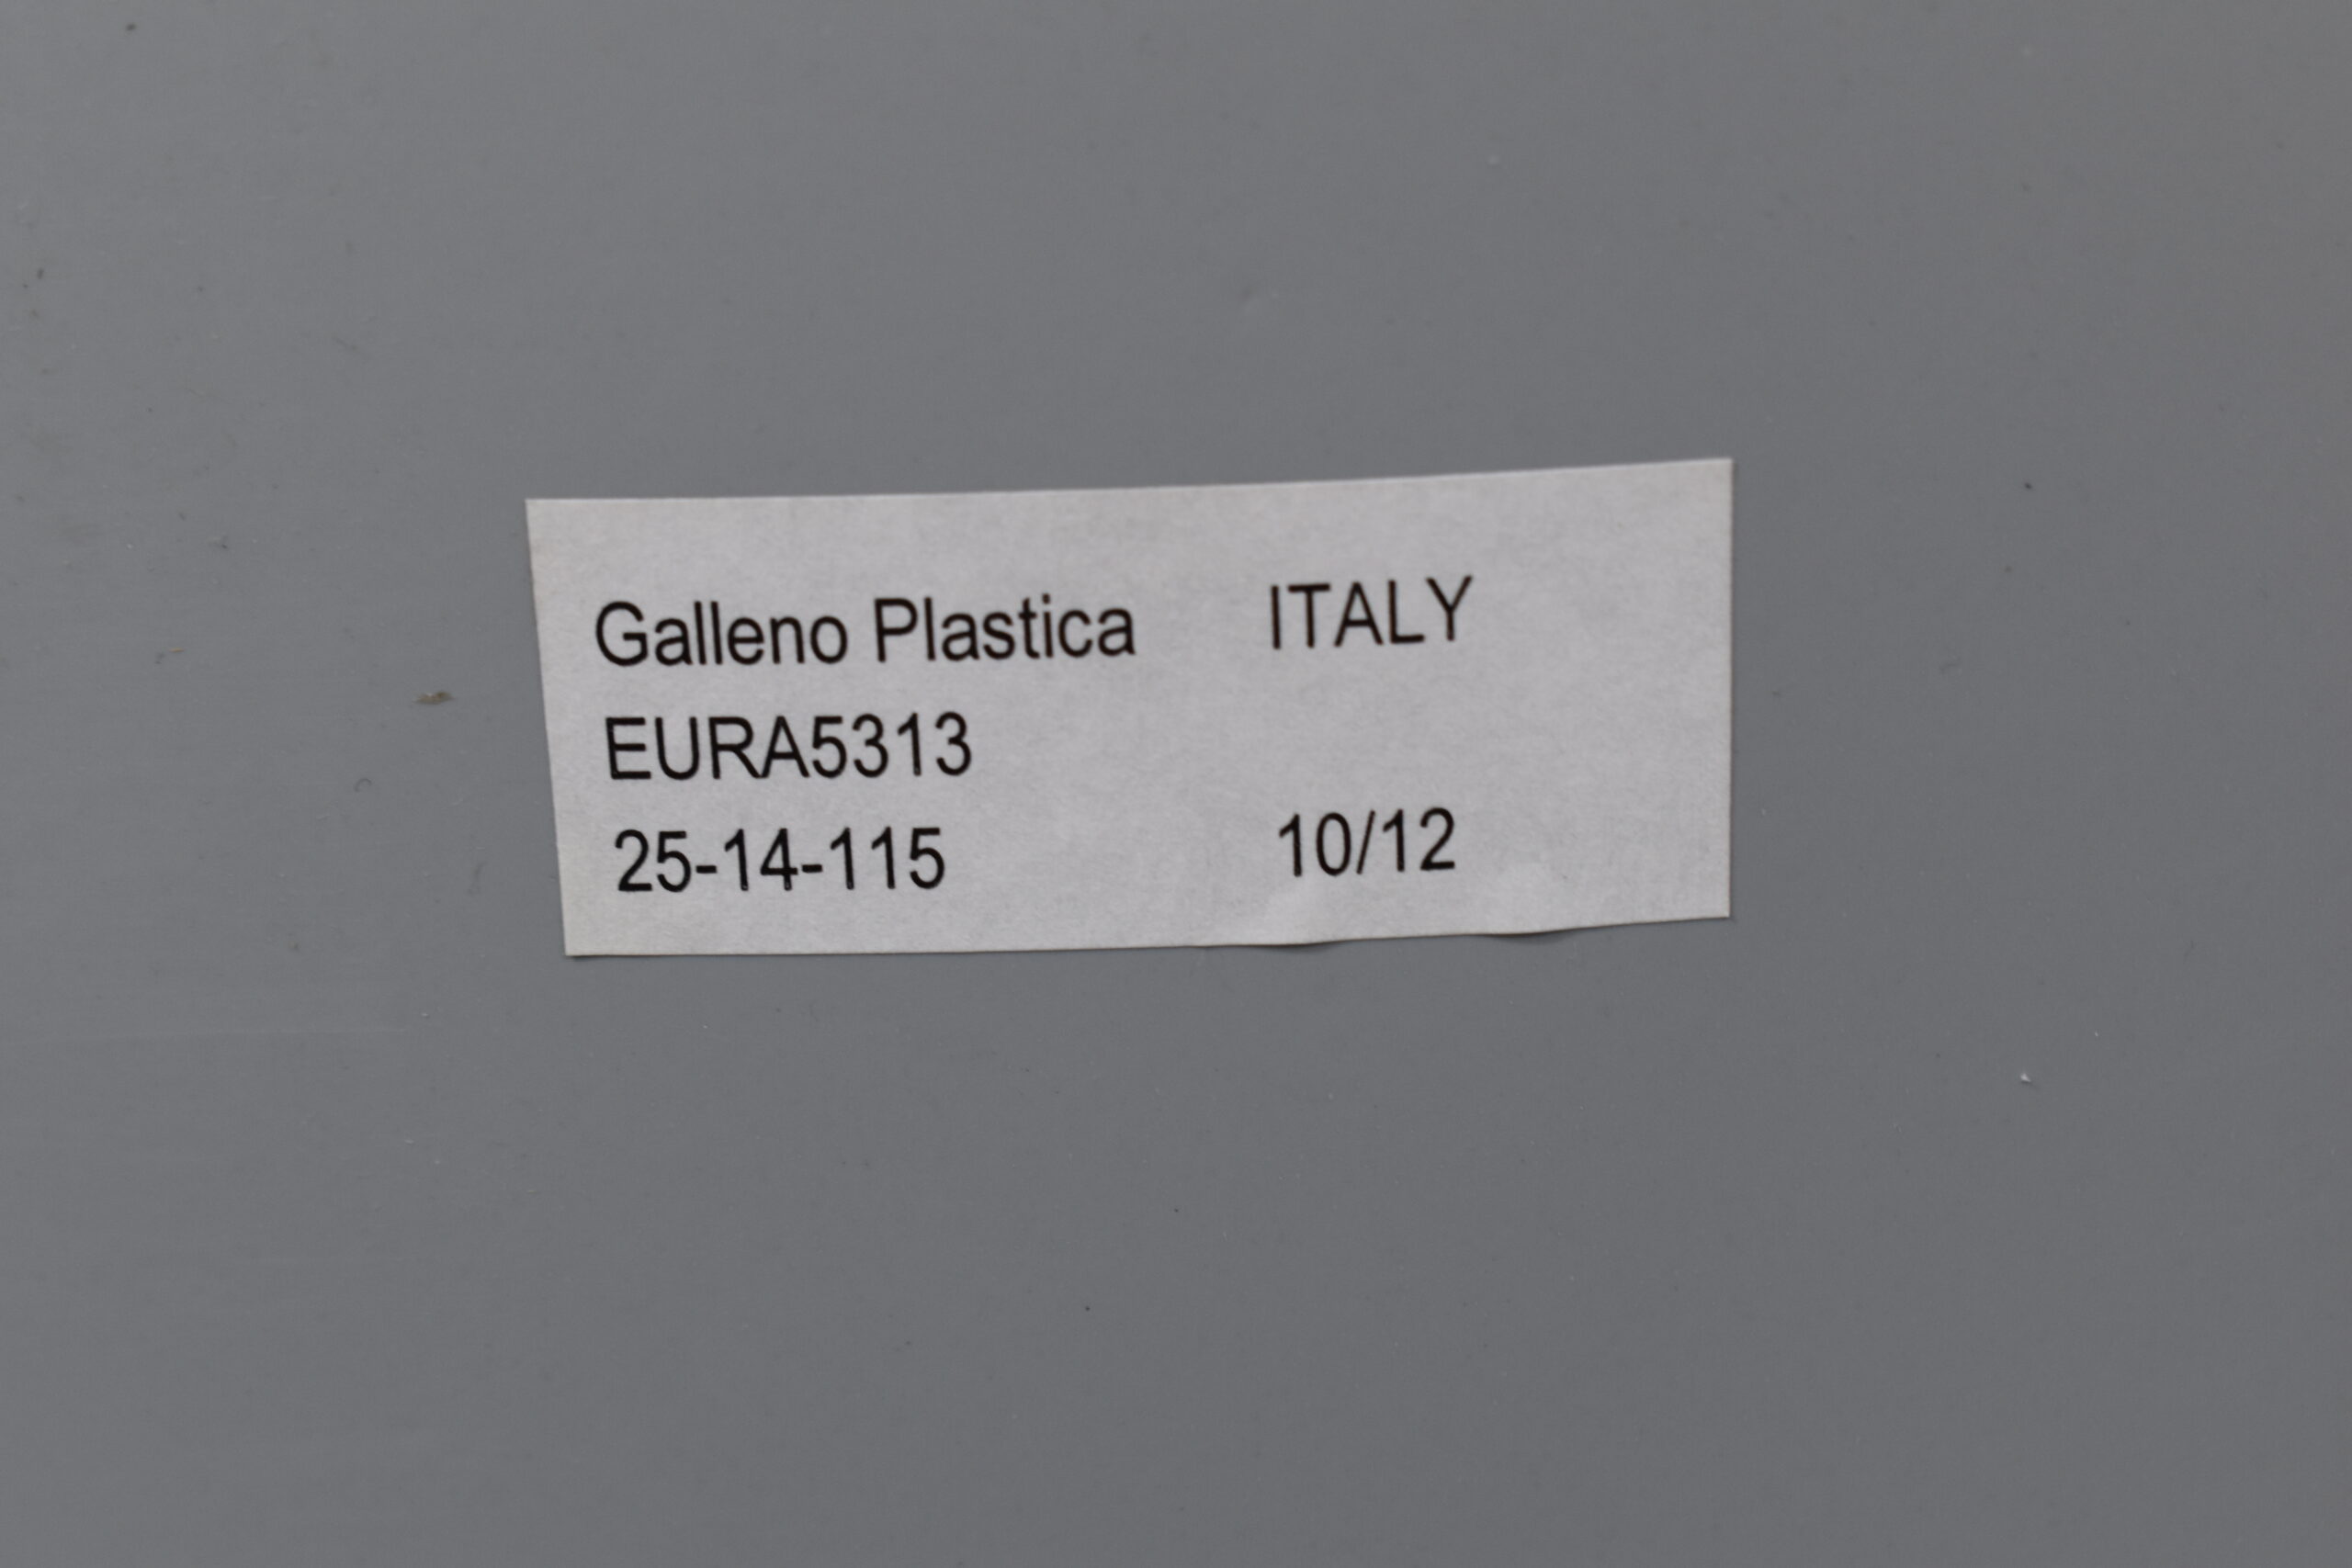 Galleno Plastica ITALY
EURA5313
25-14-115 10/12